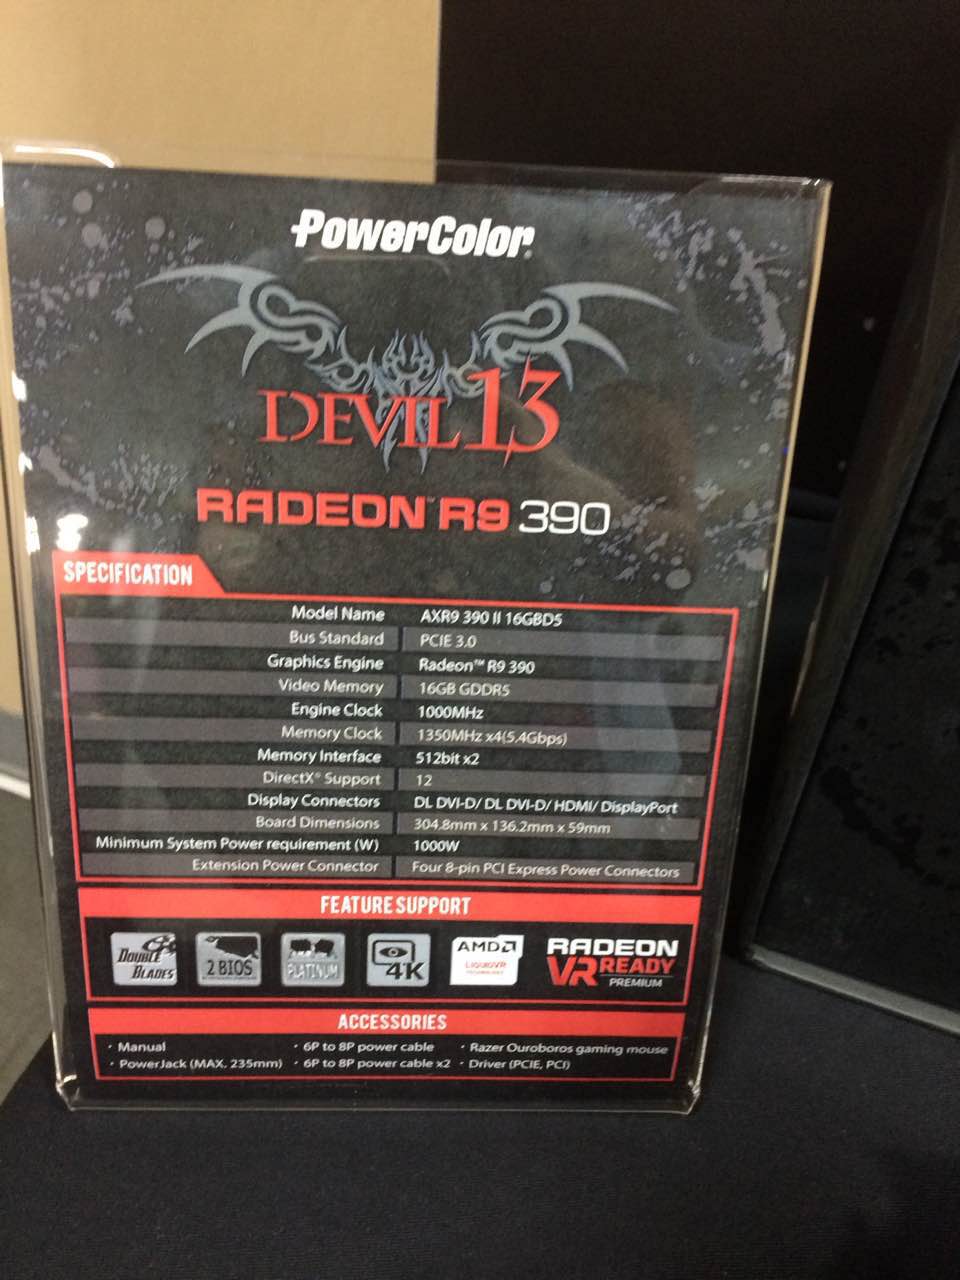 PowerColor®
DEVIL 13
RADEON™ R9 390
SPECIFICATION
Model Name AXR9 390 II 16GBD5
Bus Standard PCIE 3.0
Graphics Engine Radeon™ R9 390
Video Memory 16GB GDDR5
Engine Clock 1000MHz
Memory Clock 1350MHz x4(5.4Gbps)
Memory Interface 512bit x2
DirectX® Support 12
Display Connectors DL DVI-D/ DL DVI-D/ HDMI/ DisplayPort
Board Dimensions 304.8mm x 136.2mm x 59mm
Minimum System Power requirement (W) 1000W
Extension Power Connector Four 8-pin PCI Express Power Connectors
FEATURE SUPPORT
DOUBLE BLADES
2 BIOS
PLATINUM
4K
AMD
LIQUIDVR
TECHNOLOGY
RADEON
VR READY
PREMIUM
ACCESSORIES
· Manual · 6P to 8P power cable · Razer Ouroboros gaming mouse
· PowerJack (MAX. 235mm) · 6P to 8P power cable x2 · Driver (PCIE, PCI)